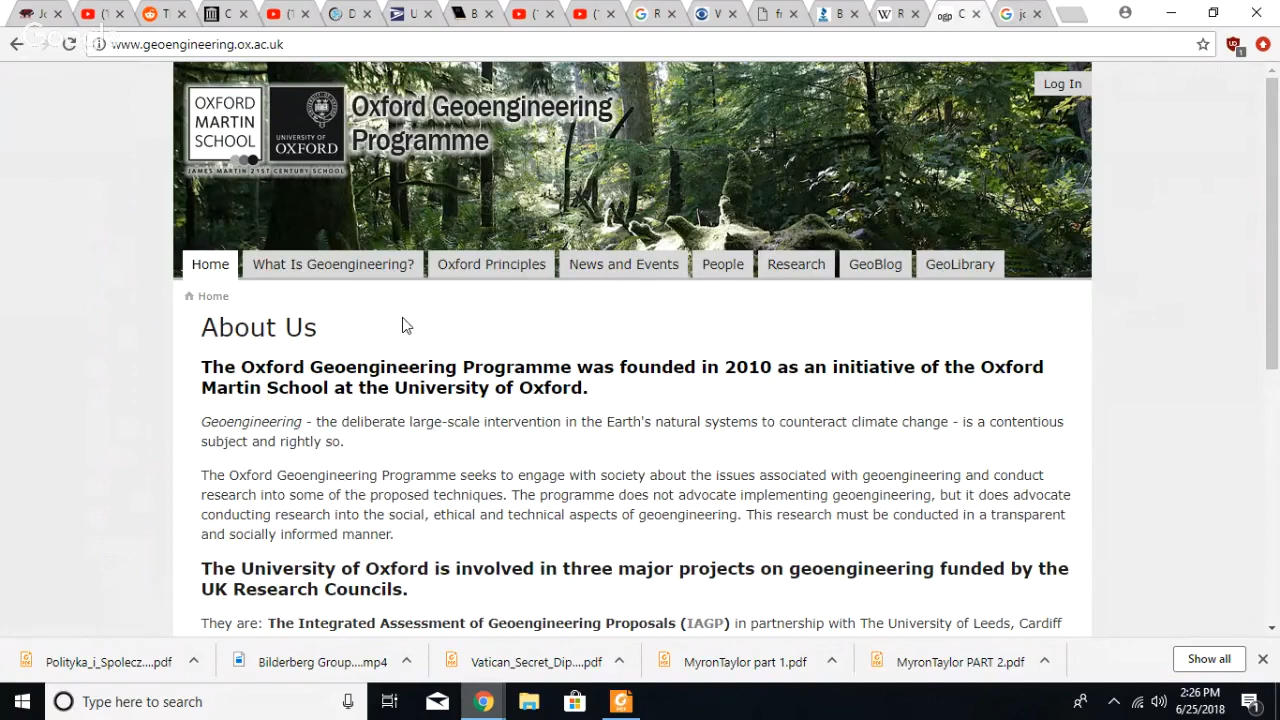 www.geoengineering.ox.ac.uk
Google
Log In
OXFORD
MARTIN
SCHOOL
UNIVERSITY OF
OXFORD
JAMES MARTIN 21ST CENTURY SCHOOL
Oxford Geoengineering
Programme
Home
What Is Geoengineering?
Oxford Principles
News and Events
People
Research
GeoBlog
GeoLibrary
Home
About Us
The Oxford Geoengineering Programme was founded in 2010 as an initiative of the Oxford
Martin School at the University of Oxford.
Geoengineering - the deliberate large-scale intervention in the Earth's natural systems to counteract climate change - is a contentious
subject and rightly so.
The Oxford Geoengineering Programme seeks to engage with society about the issues associated with geoengineering and conduct
research into some of the proposed techniques. The programme does not advocate implementing geoengineering, but it does advocate
conducting research into the social, ethical and technical aspects of geoengineering. This research must be conducted in a transparent
and socially informed manner.
The University of Oxford is involved in three major projects on geoengineering funded by the
UK Research Councils.
They are: The Integrated Assessment of Geoengineering Proposals (IAGP) in partnership with The University of Leeds, Cardiff
Polityka_i_Spolecz....pdf
Bilderberg Group....mp4
Vatican_Secret_Dip....pdf
MyronTaylor part 1.pdf
MyronTaylor PART 2.pdf
Show all
Type here to search
2:26 PM
6/25/2018